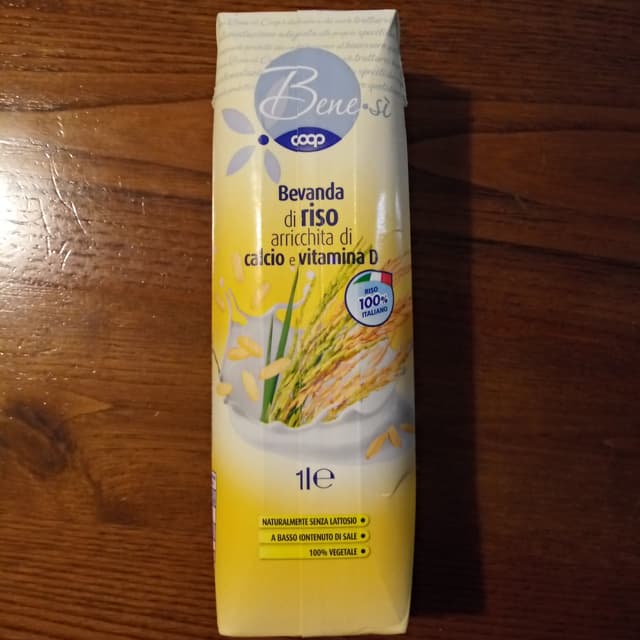 Bene.sì
coop
Bevanda
di riso
arricchita di
calcio e vitamina D
RISO
100%
ITALIANO
1l℮
NATURALMENTE SENZA LATTOSIO
A BASSO CONTENUTO DI SALE
100% VEGETALE